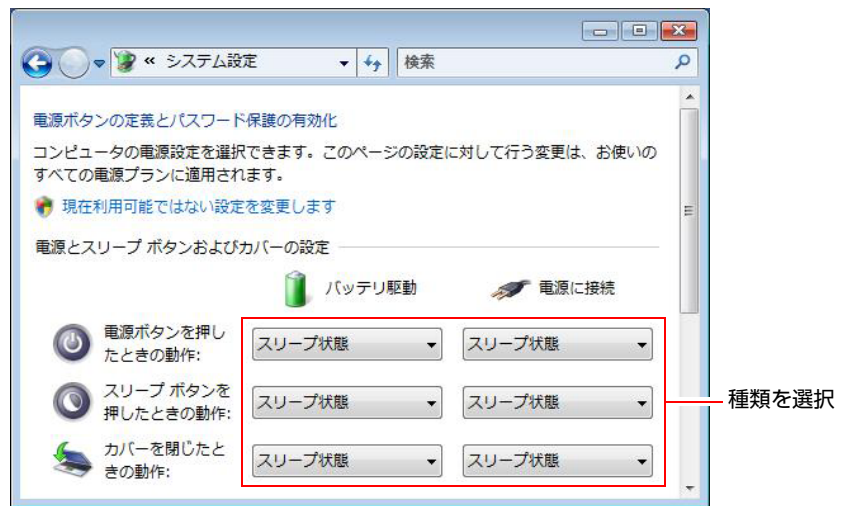 « システム設定
検索
電源ボタンの定義とパスワード保護の有効化
コンピュータの電源設定を選択できます。このページの設定に対して行う変更は、お使いの
すべての電源プランに適用されます。
現在利用可能ではない設定を変更します
電源とスリープ ボタンおよびカバーの設定
バッテリ駆動
電源に接続
電源ボタンを押し
たときの動作:
スリープ状態
スリープ状態
スリープ ボタンを
押したときの動作:
スリープ状態
スリープ状態
カバーを閉じたと
きの動作:
スリープ状態
スリープ状態
種類を選択